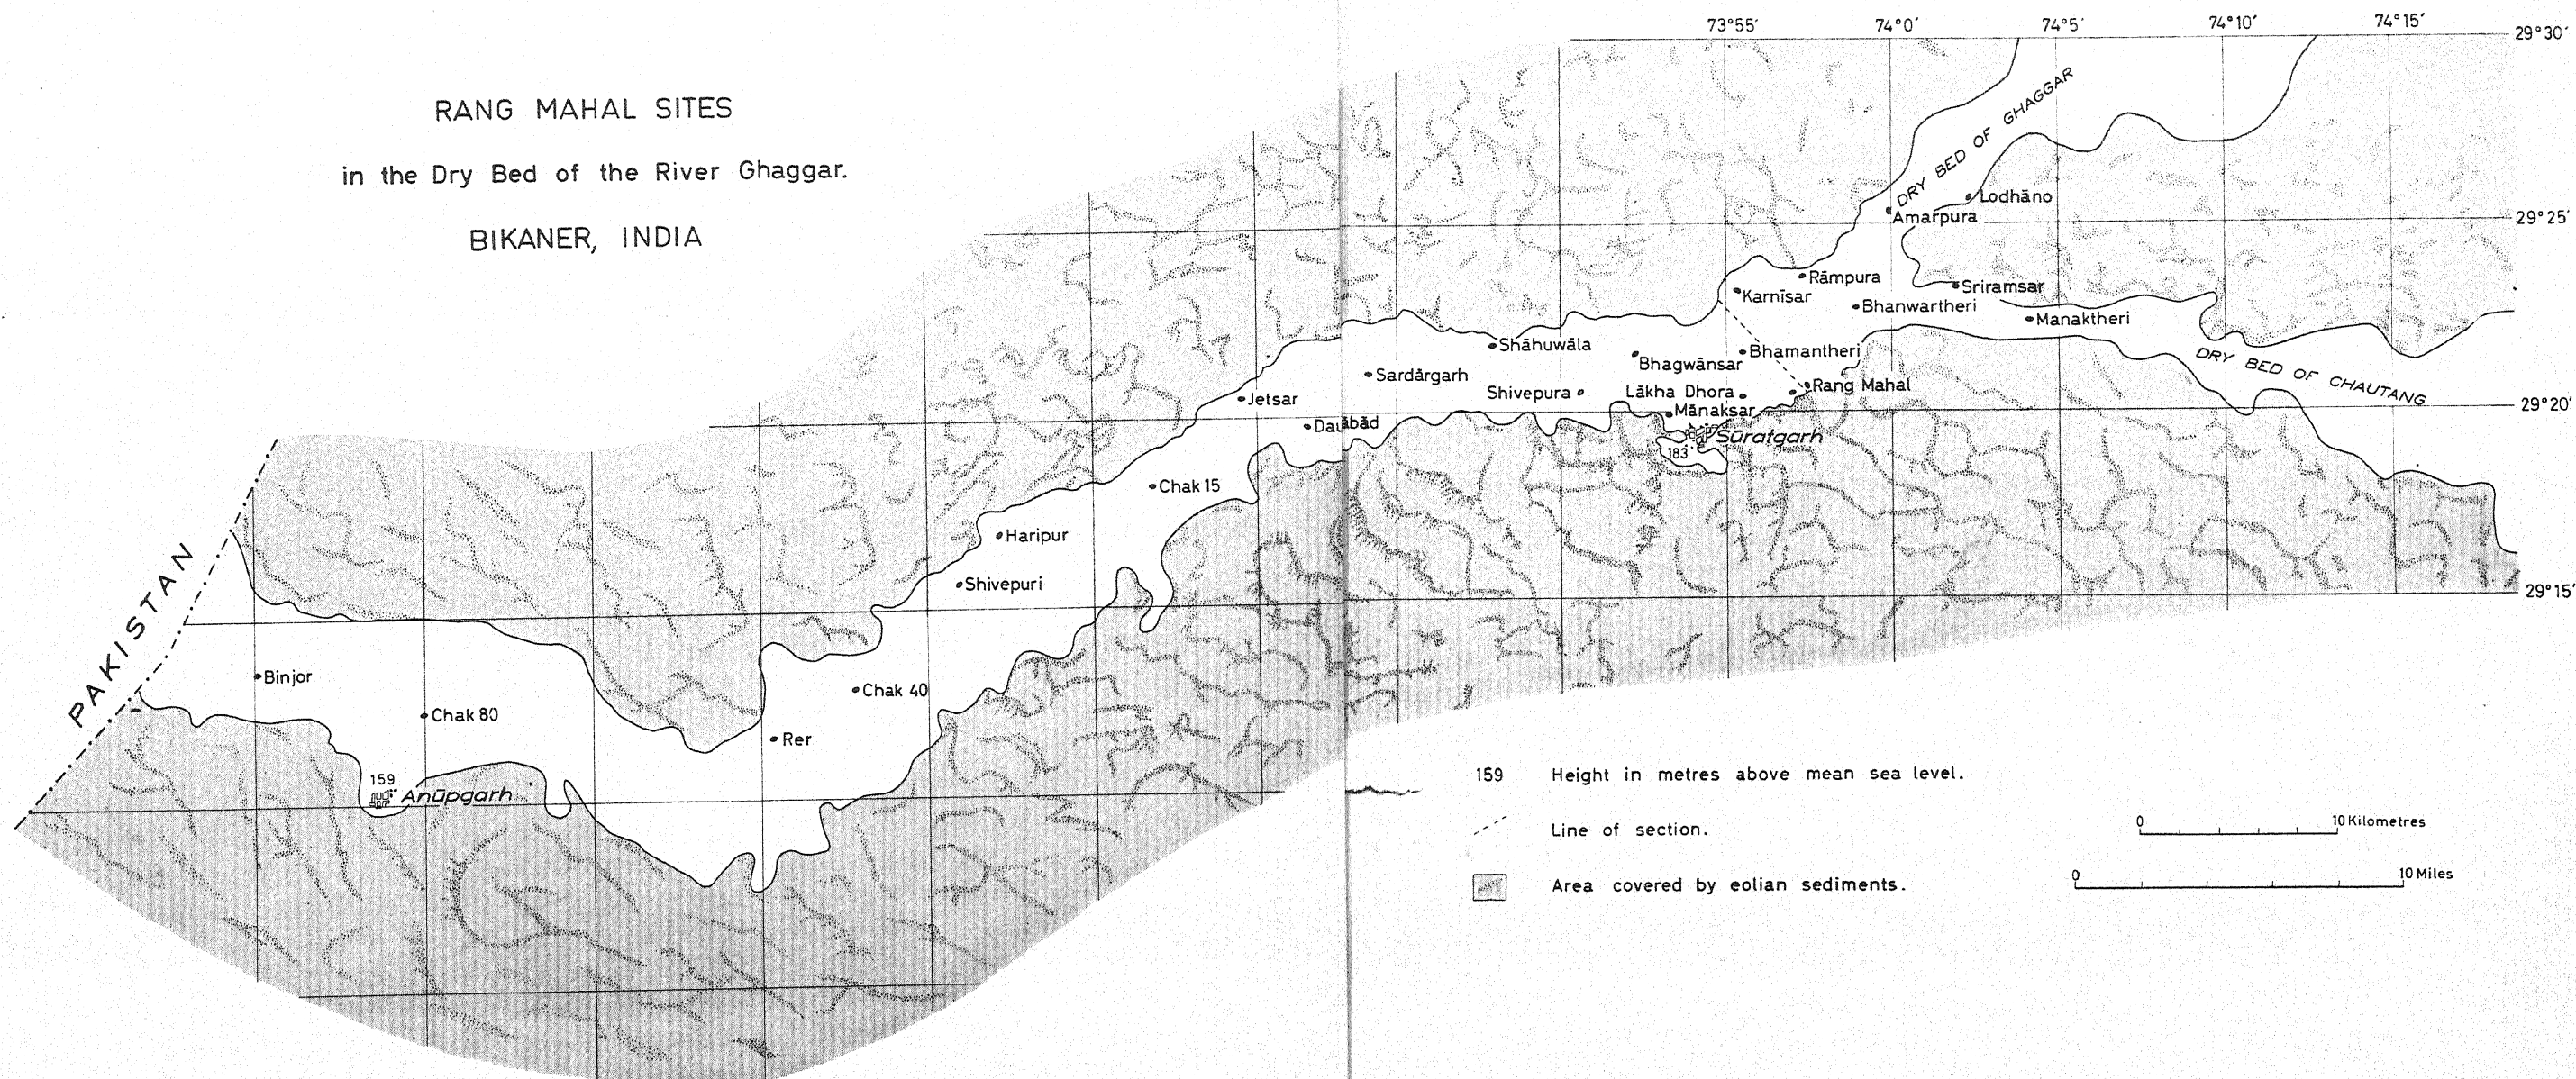 RANG MAHAL SITES
in the Dry Bed of the River Ghaggar.
BIKANER, INDIA
73°55′
74°0′
74°5′
74°10′
74°15′
29°30′
29°25′
29°20′
29°15′
DRY BED OF GHAGGAR
Lodhāno
Amarpura
Rāmpura
Karnīsar
Sriramsar
Bhanwartheri
Manaktheri
Shāhuwāla
Bhamantheri
Bhagwānsar
DRY BED OF CHAUTANG
Sardārgarh
Rang Mahal
Shivepura
Lākha Dhora
Jetsar
Mānaksar
Sūratgarh
183
Chak 15
Haripur
Shivepuri
PAKISTAN
Binjor
Chak 40
Chak 80
Rer
159
Anūpgarh
159 Height in metres above mean sea level.
Line of section.
Area covered by eolian sediments.
0 10 Kilometres
0 10 Miles